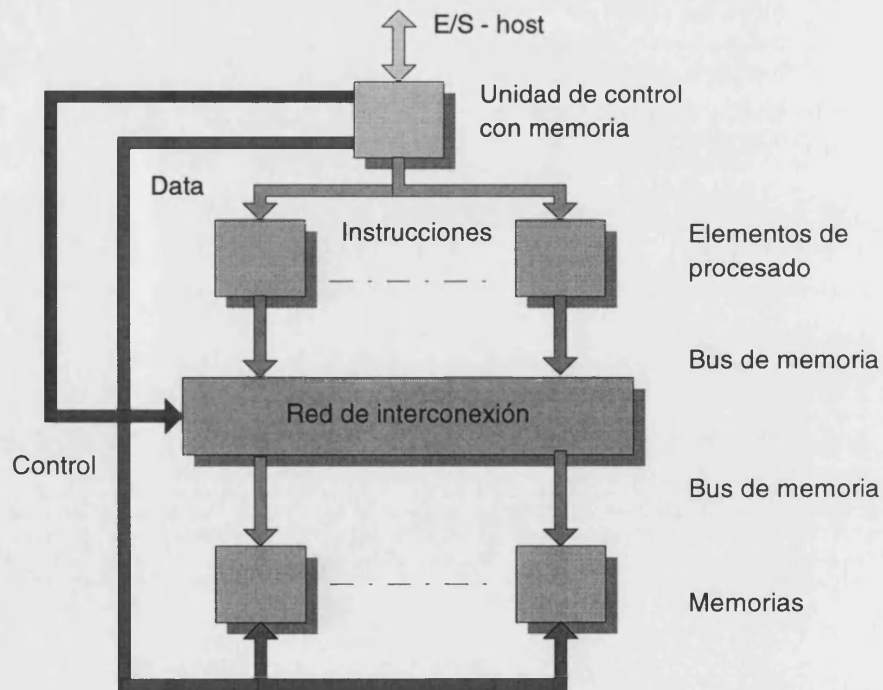 E/S - host
Unidad de control
con memoria
Data
Instrucciones
Elementos de
procesado
Bus de memoria
Red de interconexión
Control
Bus de memoria
Memorias